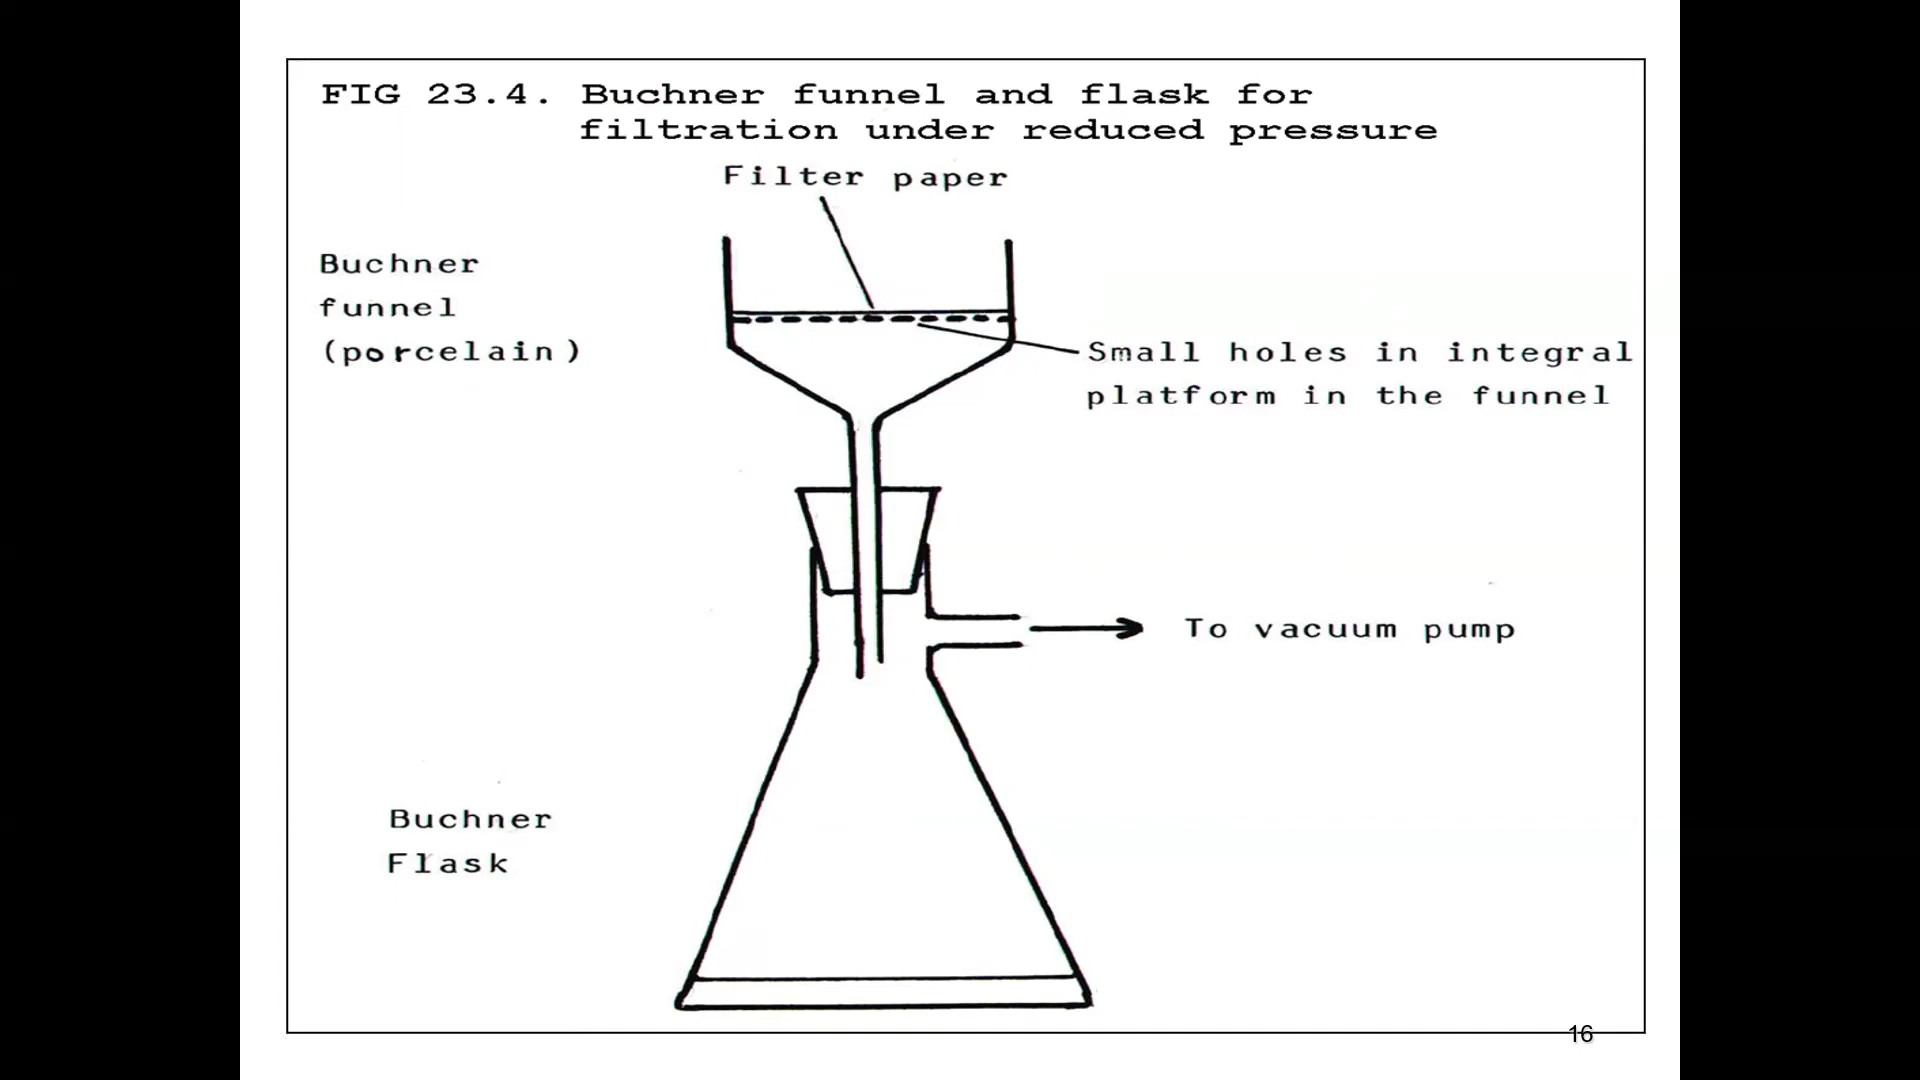 FIG 23.4. Buchner funnel and flask for
filtration under reduced pressure
Filter paper
Buchner
funnel
(porcelain)
Small holes in integral
platform in the funnel
To vacuum pump
Buchner
Flask
16